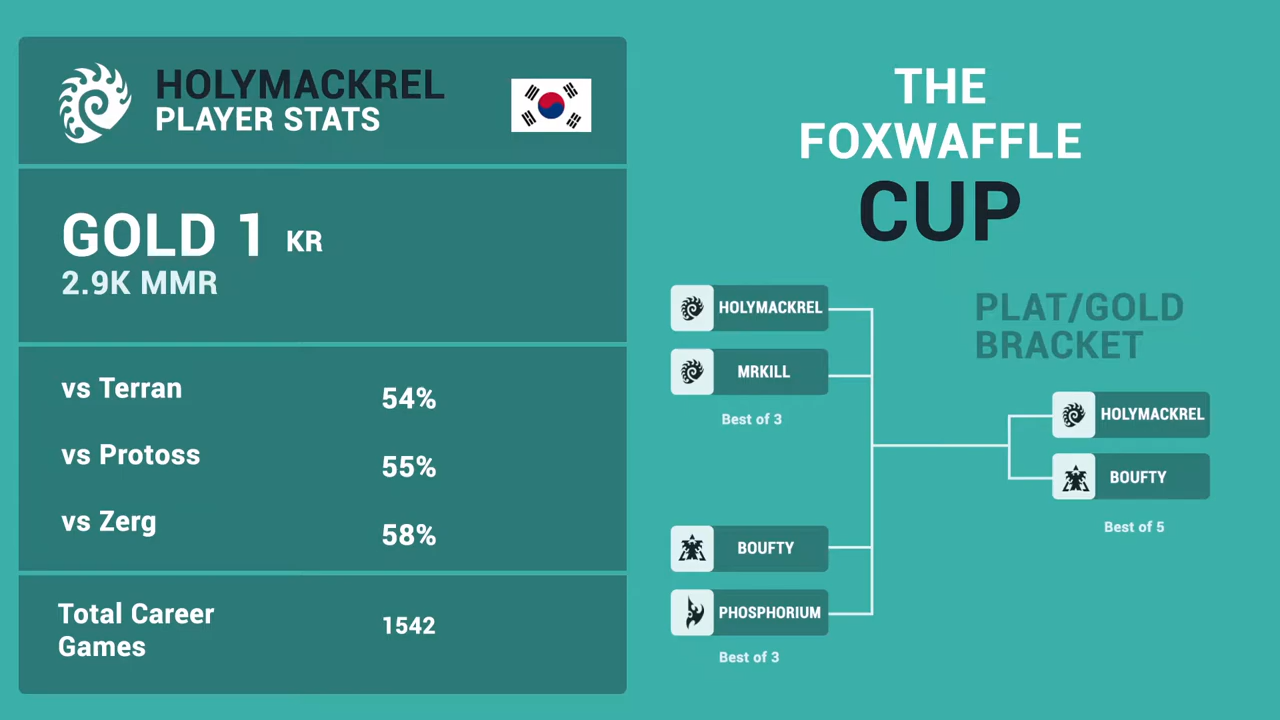 HOLYMACKREL
PLAYER STATS
GOLD 1 KR
2.9K MMR
vs Terran 54%
vs Protoss 55%
vs Zerg 58%
Total Career
Games
1542
THE
FOXWAFFLE
CUP
PLAT/GOLD
BRACKET
HOLYMACKREL
MRKILL
Best of 3
BOUFTY
PHOSPHORIUM
Best of 3
HOLYMACKREL
BOUFTY
Best of 5